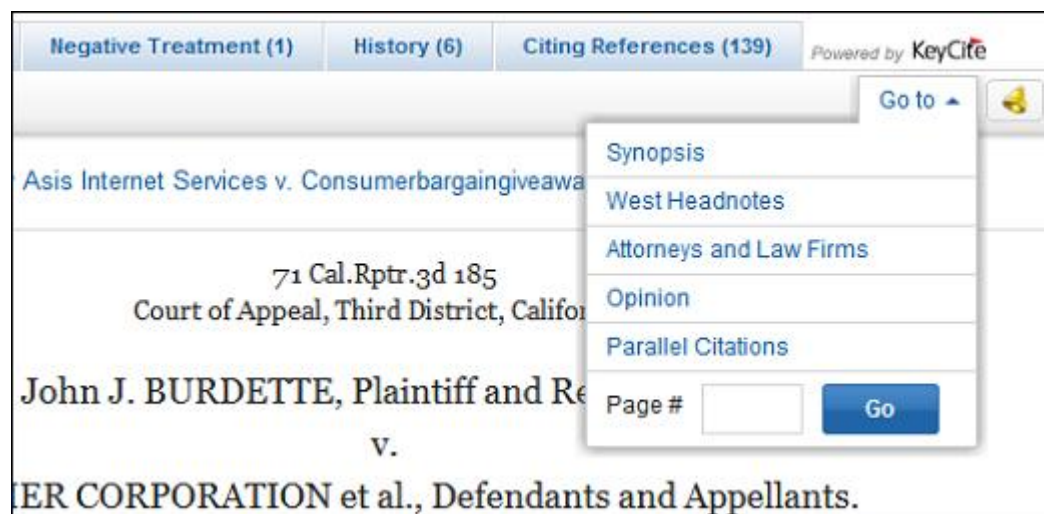 Negative Treatment (1) History (6) Citing References (139) Powered by KeyCite
Go to
Asis Internet Services v. Consumerbargaingiveawa
Synopsis
West Headnotes
Attorneys and Law Firms
Opinion
Parallel Citations
Page # Go
71 Cal.Rptr.3d 185
Court of Appeal, Third District, Califor
John J. BURDETTE, Plaintiff and Re
v.
IER CORPORATION et al., Defendants and Appellants.